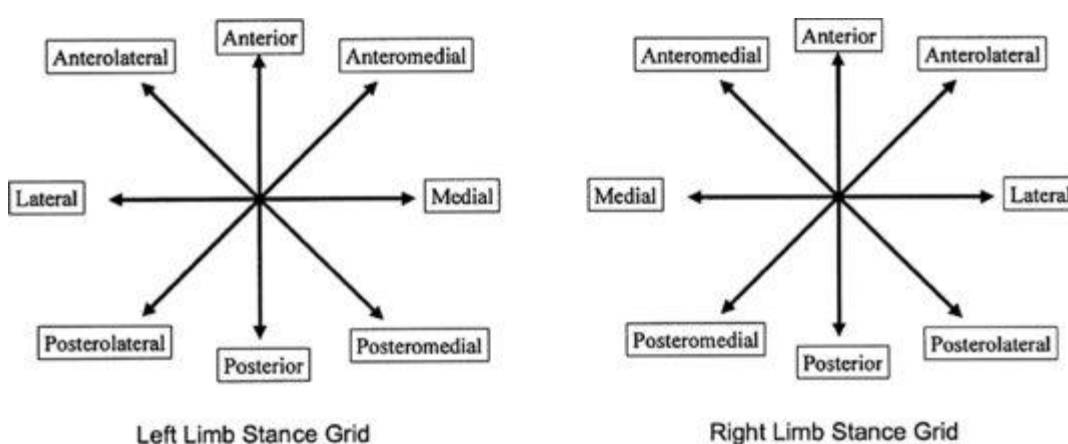 Anterior
Anterolateral
Anteromedial
Lateral
Medial
Posterolateral
Posteromedial
Posterior
Left Limb Stance Grid
Anterior
Anteromedial
Anterolateral
Medial
Lateral
Posteromedial
Posterolateral
Posterior
Right Limb Stance Grid